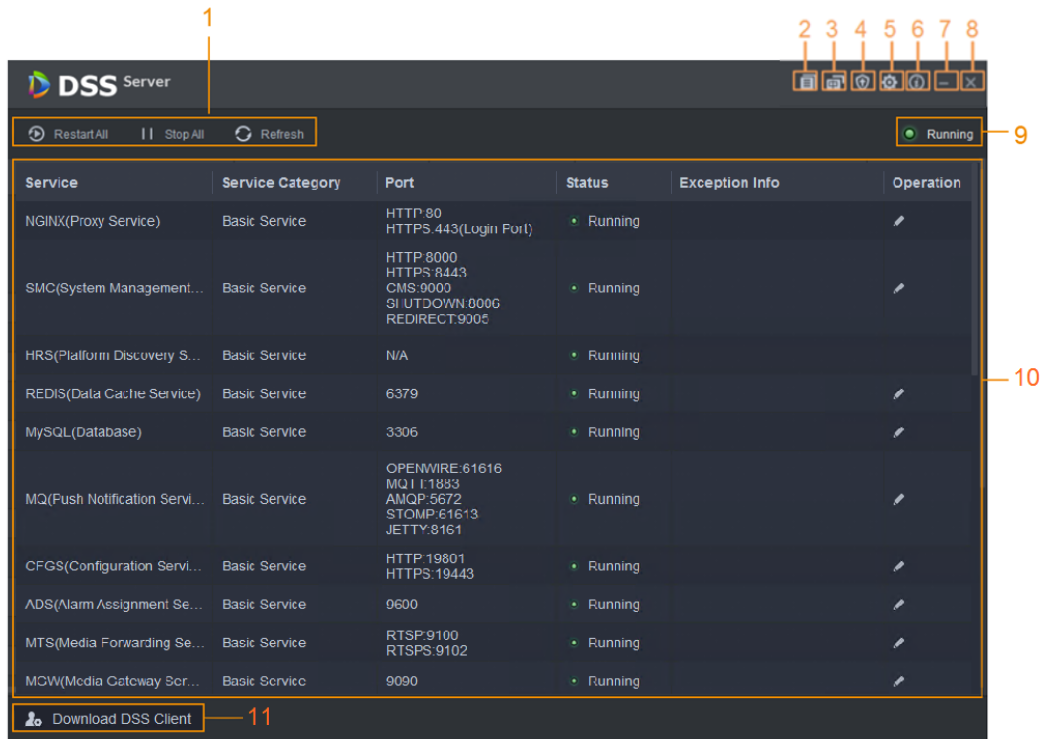 1
2 3 4 5 6 7 8
DSS Server
Restart All Stop All Refresh
Running 9
Service Service Category Port Status Exception Info Operation
NGINX(Proxy Service) Basic Service HTTP:80 Running
HTTPS:443(Login Port)
SMC(System Management... Basic Service HTTP:8000 Running
HTTPS:8443
CMS:9000
SHUTDOWN:8006
REDIRECT:9005
HRS(Platform Discovery S... Basic Service N/A Running
10
REDIS(Data Cache Service) Basic Service 6379 Running
MySQL(Database) Basic Service 3306 Running
MQ(Push Notification Servi... Basic Service OPENWIRE:61616 Running
MQTT:1883
AMQP:5672
STOMP:61613
JETTY:8161
CFGS(Configuration Servi... Basic Service HTTP:19801 Running
HTTPS:19443
ADS(Alarm Assignment Se... Basic Service 9600 Running
MTS(Media Forwarding Se... Basic Service RTSP:9100 Running
RTSPS:9102
MGW(Media Gateway Ser... Basic Service 9090 Running
Download DSS Client 11